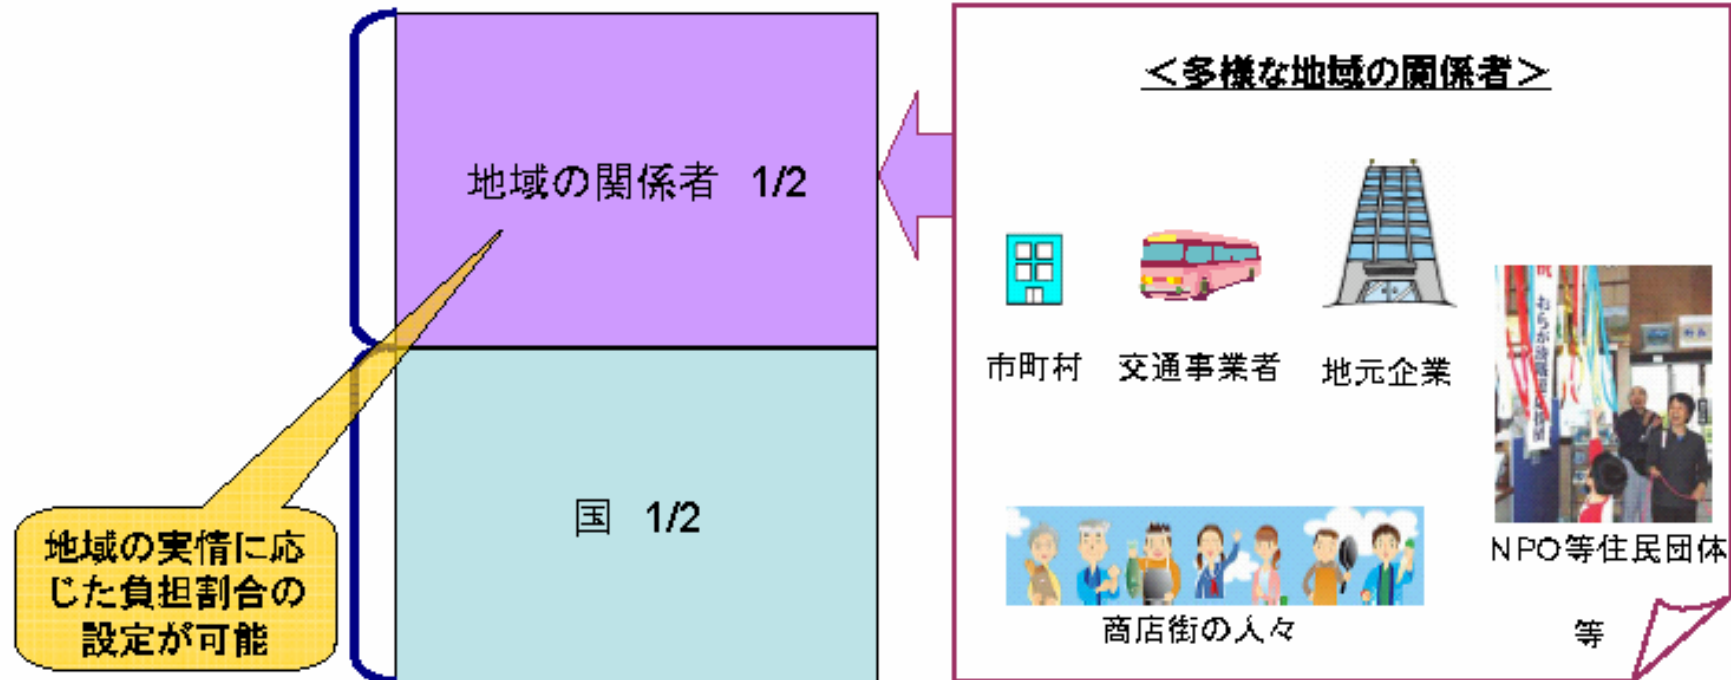 地域の関係者 1/2
国 1/2
地域の実情に応
じた負担割合の
設定が可能
＜多様な地域の関係者＞
市町村
交通事業者
地元企業
NPO等住民団体
商店街の人々
等